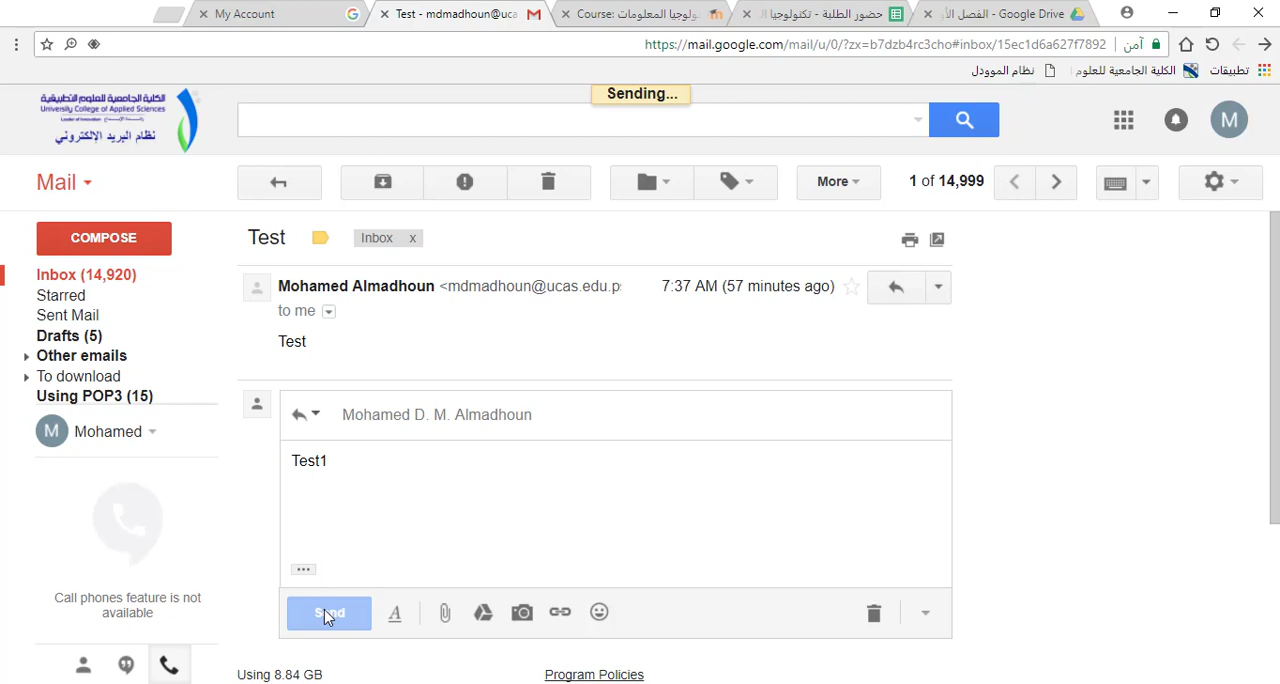 My Account
Test - mdmadhoun@uca
Course: تكنولوجيا المعلومات
حضور الطلبة - تكنولوجيا
الفصل الأ - Google Drive
https://mail.google.com/mail/u/0/?zx=b7dzb4rc3cho#inbox/15ec1d6a627f7892
آمن
تطبيقات
الكلية الجامعية للعلوم
نظام الموودل
Sending...
الكلية الجامعية للعلوم التطبيقية
University College of Applied Sciences
نظام البريد الإلكتروني
M
Mail
More
1 of 14,999
COMPOSE
Test
Inbox x
Inbox (14,920)
Starred
Sent Mail
Drafts (5)
Other emails
To download
Using POP3 (15)
M Mohamed
Mohamed Almadhoun <mdmadhoun@ucas.edu.p
7:37 AM (57 minutes ago)
to me
Test
Mohamed D. M. Almadhoun
Test1
Send
Call phones feature is not
available
Using 8.84 GB
Program Policies